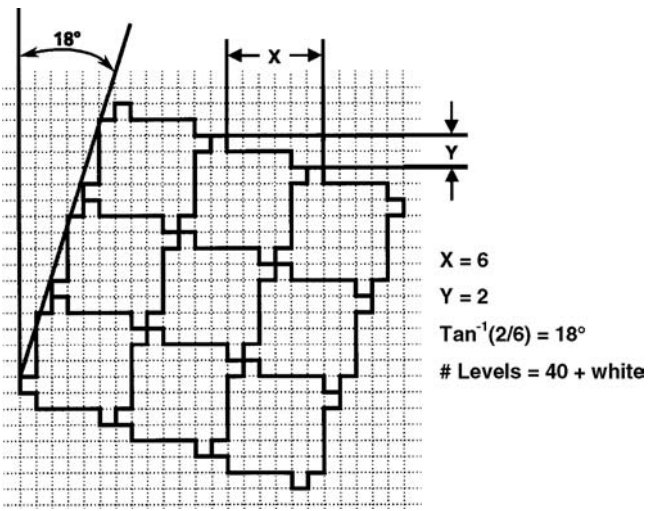 18°
X
Y
X = 6
Y = 2
Tan⁻¹(2/6) = 18°
# Levels = 40 + white